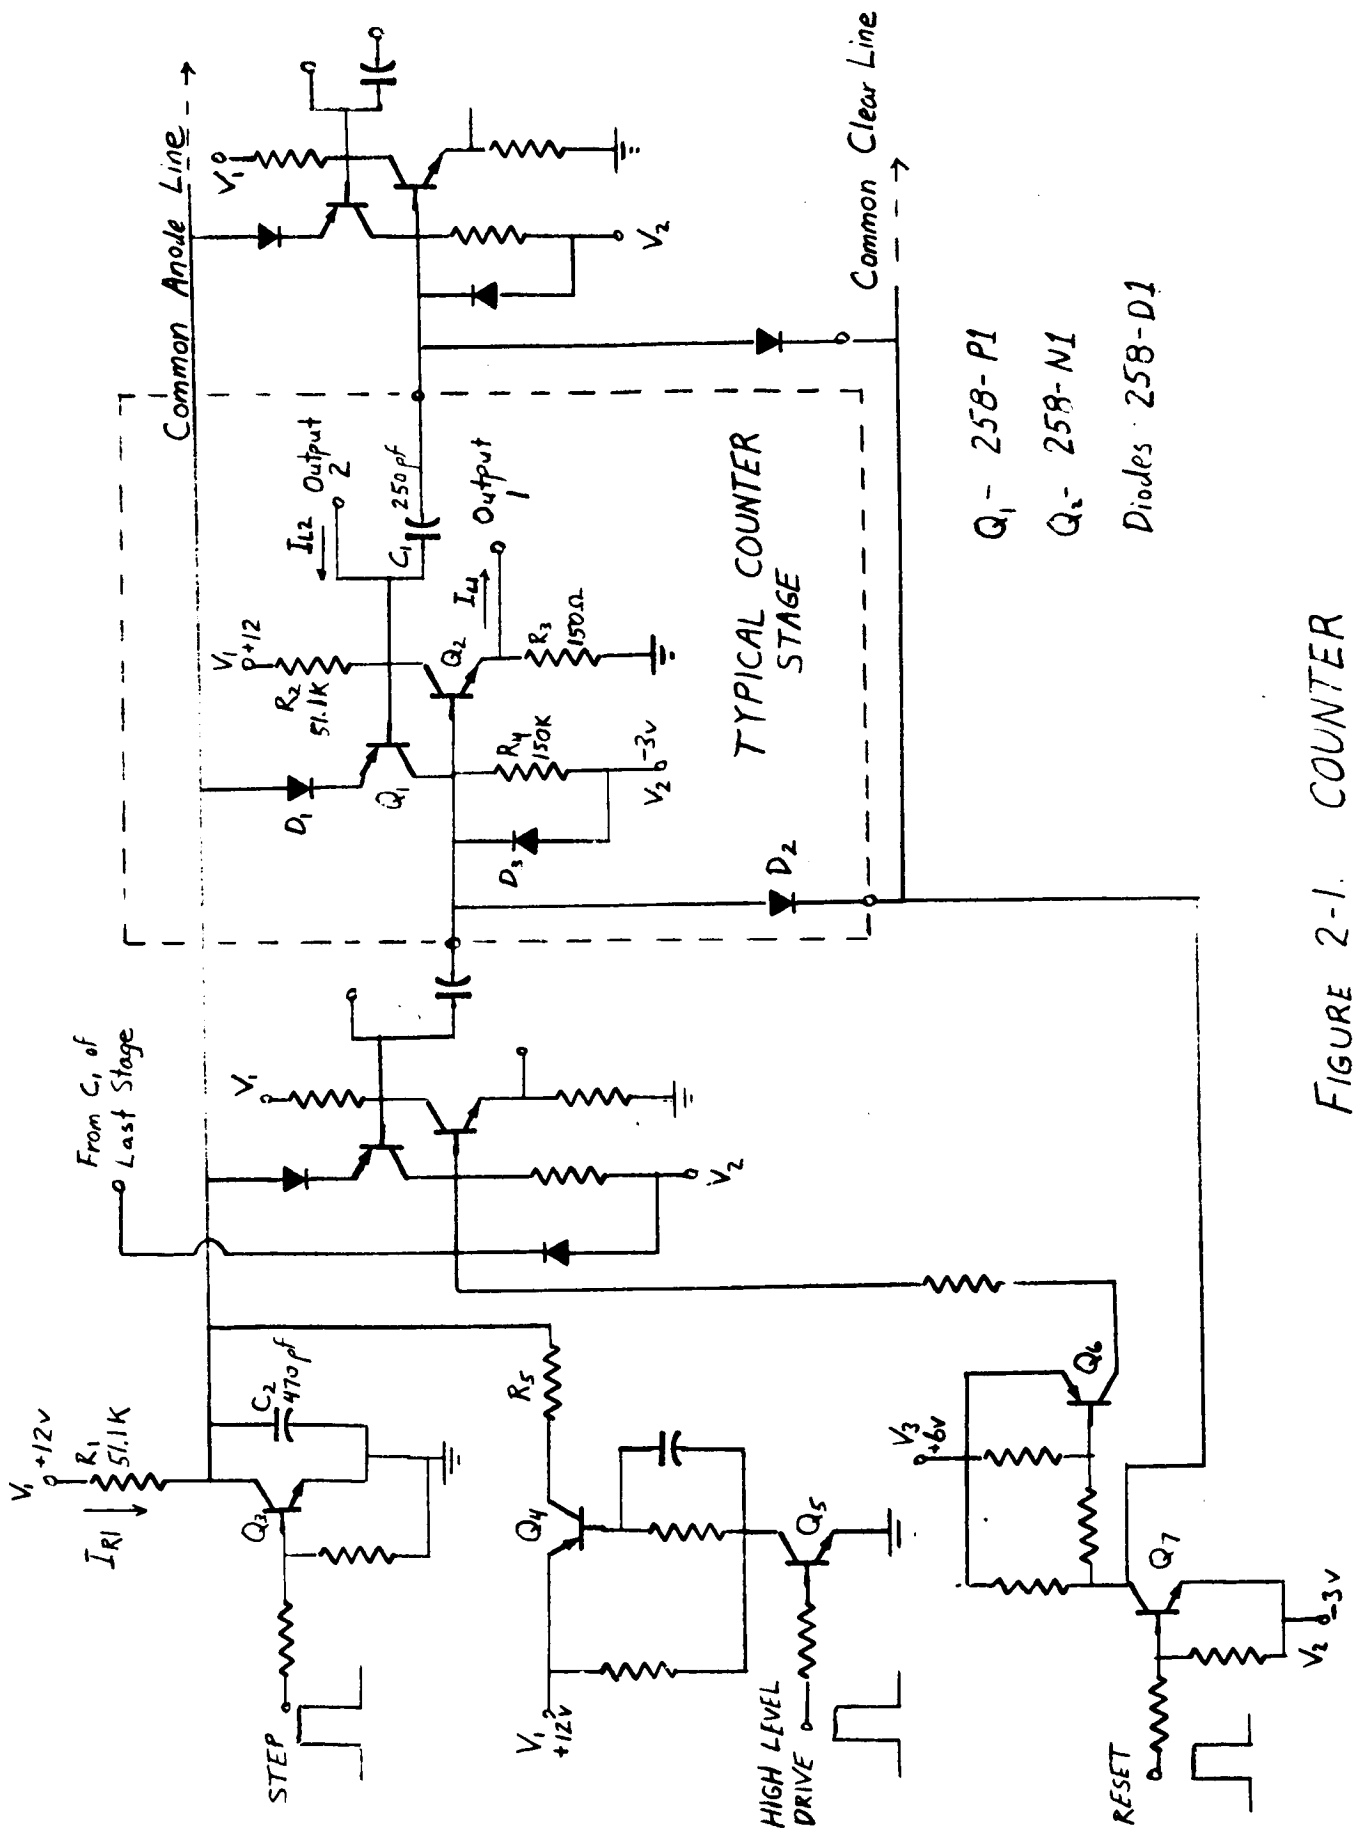 From C₁ of
Last Stage
Common Anode Line
V₁ +12V
R₁
51.1K
I_R1
C₂
470pf
Q₃
STEP
V₁
V₂
D₁
Q₁
V₁
+12
R₂
51.1K
Q₂
I_L2
Output
2
C₁
250pf
I_L1
Output
1
R₃
150Ω
R₄
150K
V₂ -3v
D₃
D₂
TYPICAL COUNTER
STAGE
V₁
V₂
Common Clear Line
R₅
Q₄
V₁
+12V
Q₅
HIGH LEVEL
DRIVE
V₃
+6V
Q₆
Q₇
V₂ -3V
RESET
Q₁- 258-P1
Q₂- 258-N1
Diodes 258-D1
FIGURE 2-1. COUNTER